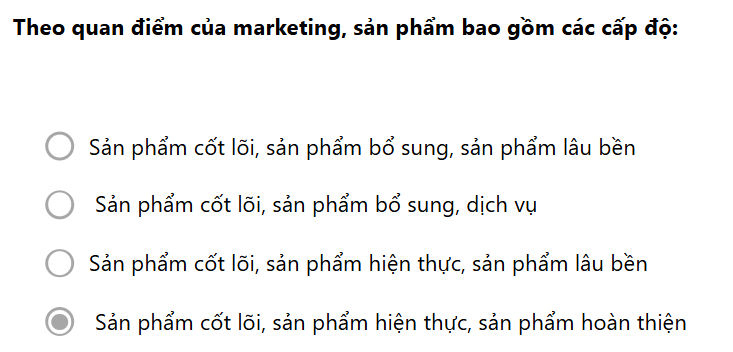 Theo quan điểm của marketing, sản phẩm bao gồm các cấp độ:
Sản phẩm cốt lõi, sản phẩm bổ sung, sản phẩm lâu bền
Sản phẩm cốt lõi, sản phẩm bổ sung, dịch vụ
Sản phẩm cốt lõi, sản phẩm hiện thực, sản phẩm lâu bền
Sản phẩm cốt lõi, sản phẩm hiện thực, sản phẩm hoàn thiện